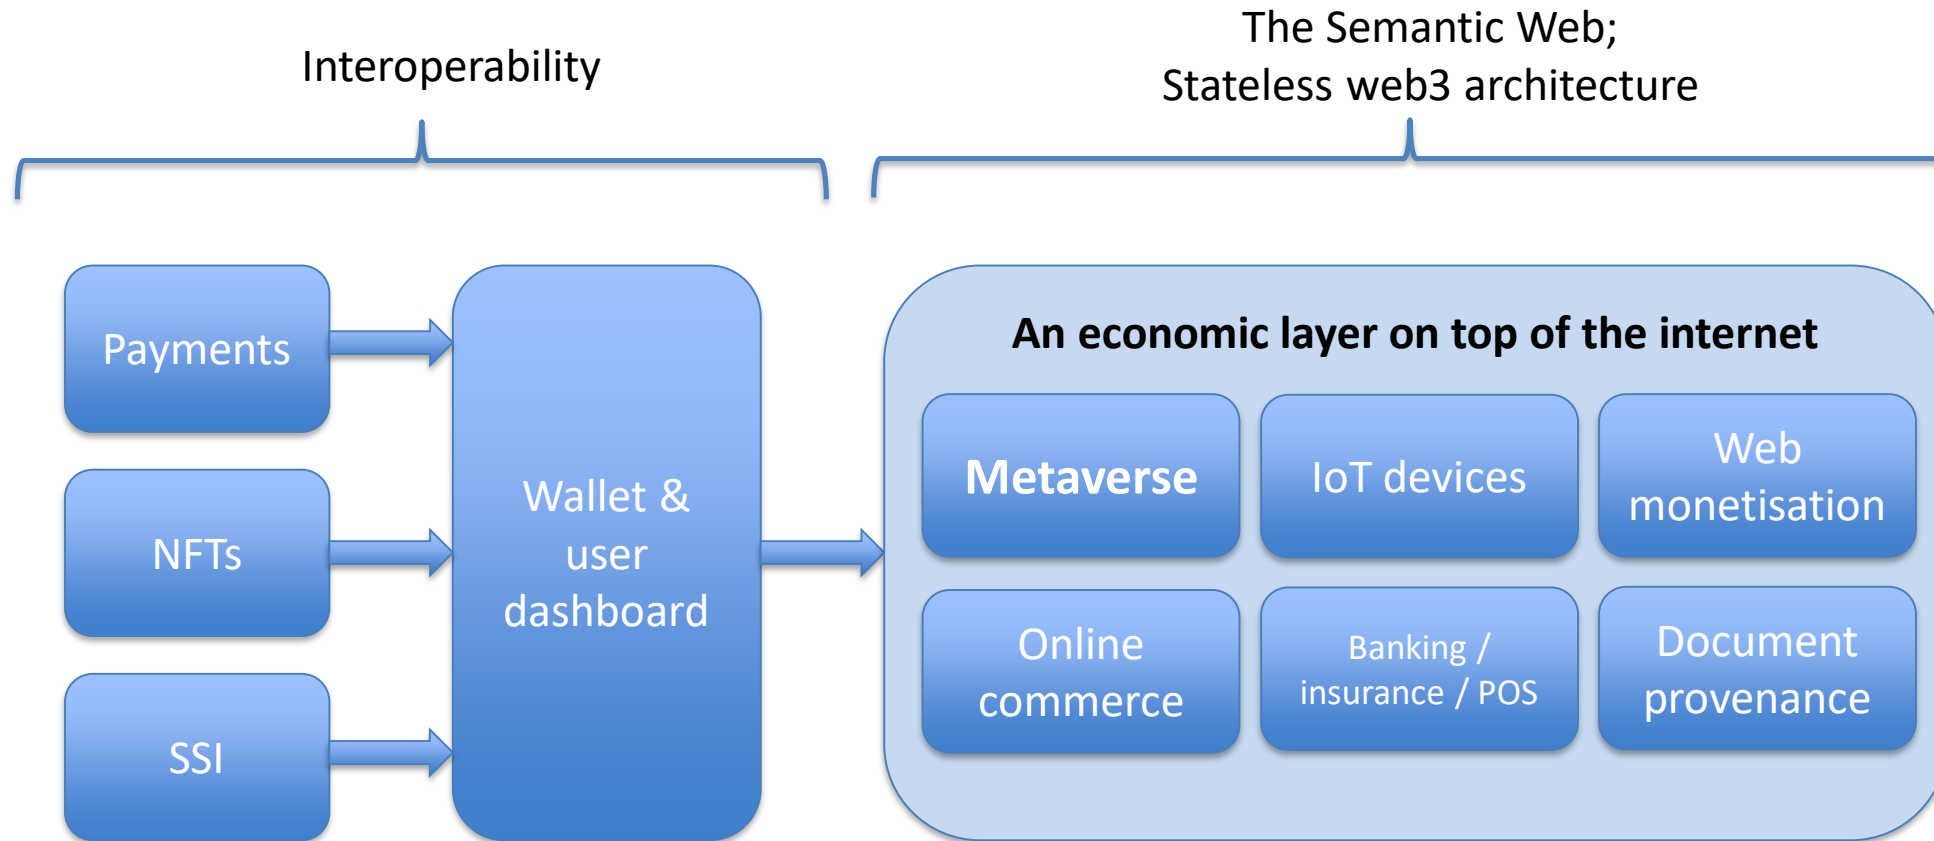 Interoperability
The Semantic Web;
Stateless web3 architecture
Payments
NFTs
SSI
Wallet &
user
dashboard
An economic layer on top of the internet
Metaverse
IoT devices
Web
monetisation
Online
commerce
Banking /
insurance / POS
Document
provenance